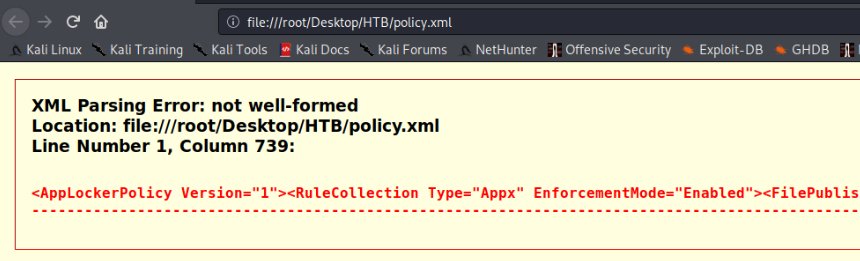 file:///root/Desktop/HTB/policy.xml
Kali Linux Kali Training Kali Tools Kali Docs Kali Forums NetHunter Offensive Security Exploit-DB GHDB
XML Parsing Error: not well-formed
Location: file:///root/Desktop/HTB/policy.xml
Line Number 1, Column 739:
<AppLockerPolicy Version="1"><RuleCollection Type="Appx" EnforcementMode="Enabled"><FilePublis